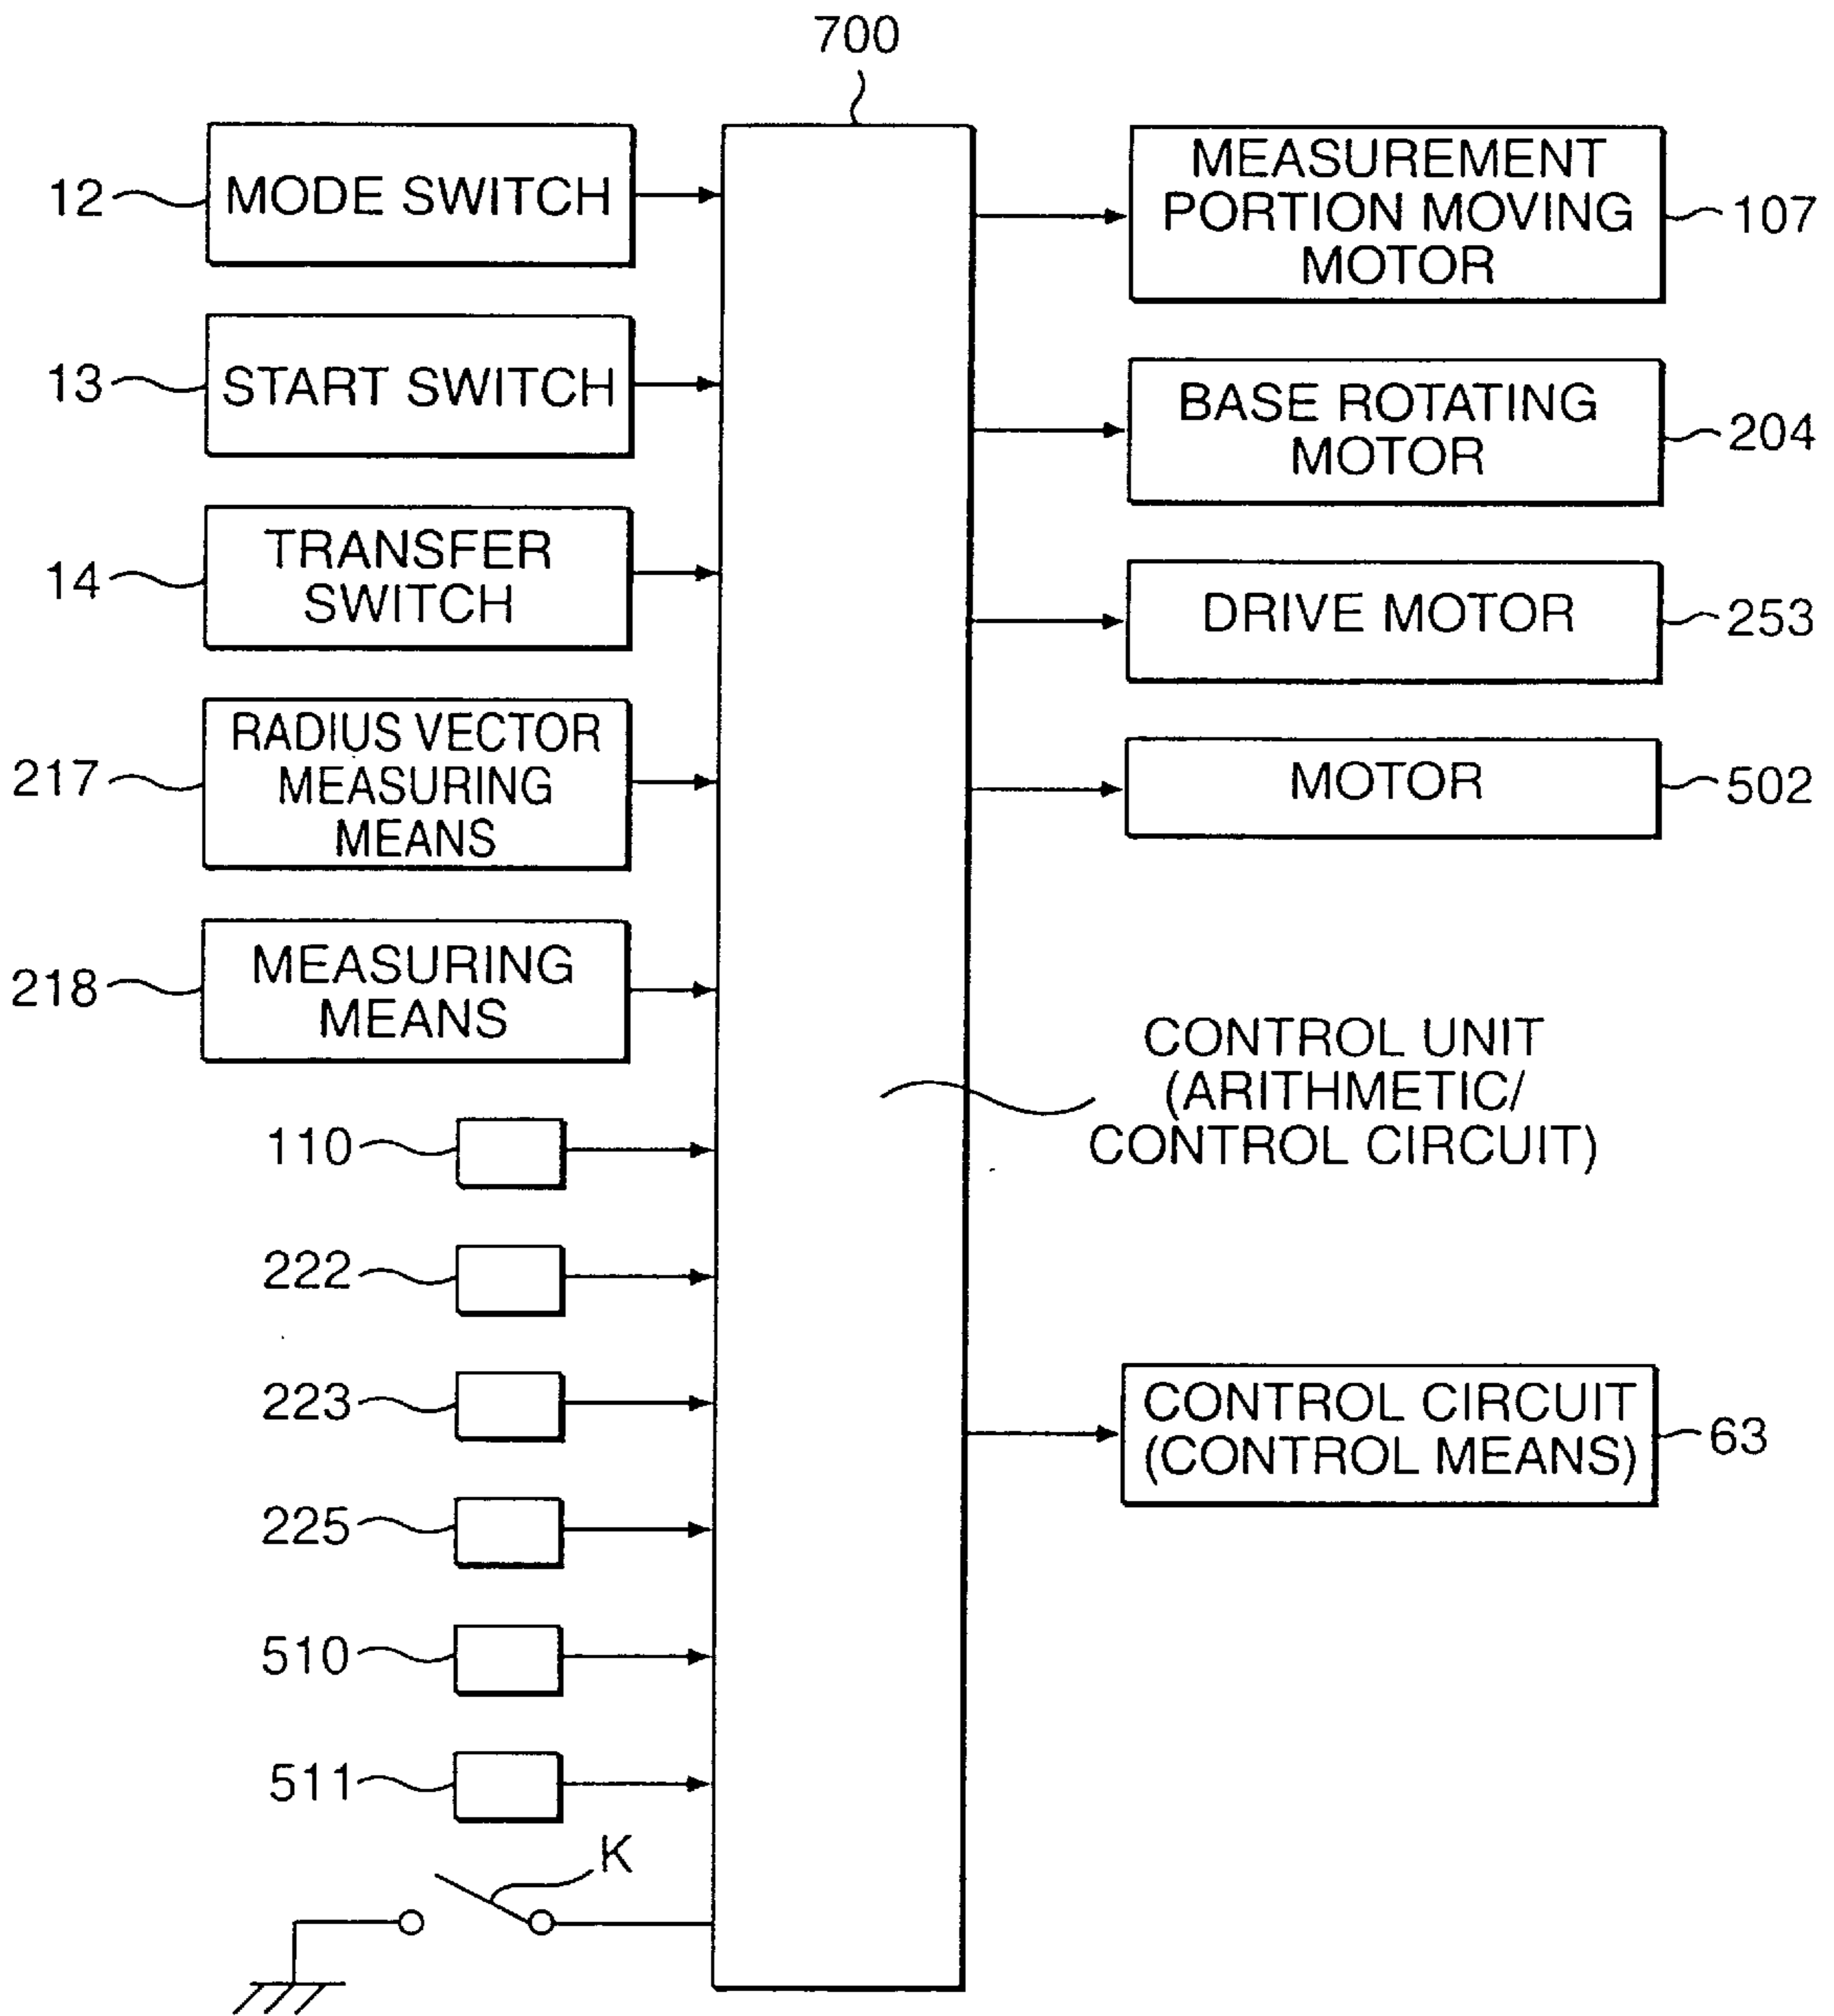 700
12
MODE SWITCH
13
START SWITCH
14
TRANSFER
SWITCH
217
RADIUS VECTOR
MEASURING
MEANS
218
MEASURING
MEANS
110
222
223
225
510
511
K
MEASUREMENT
PORTION MOVING
MOTOR
107
BASE ROTATING
MOTOR
204
DRIVE MOTOR
253
MOTOR
502
CONTROL UNIT
(ARITHMETIC/
CONTROL CIRCUIT)
CONTROL CIRCUIT
(CONTROL MEANS)
63